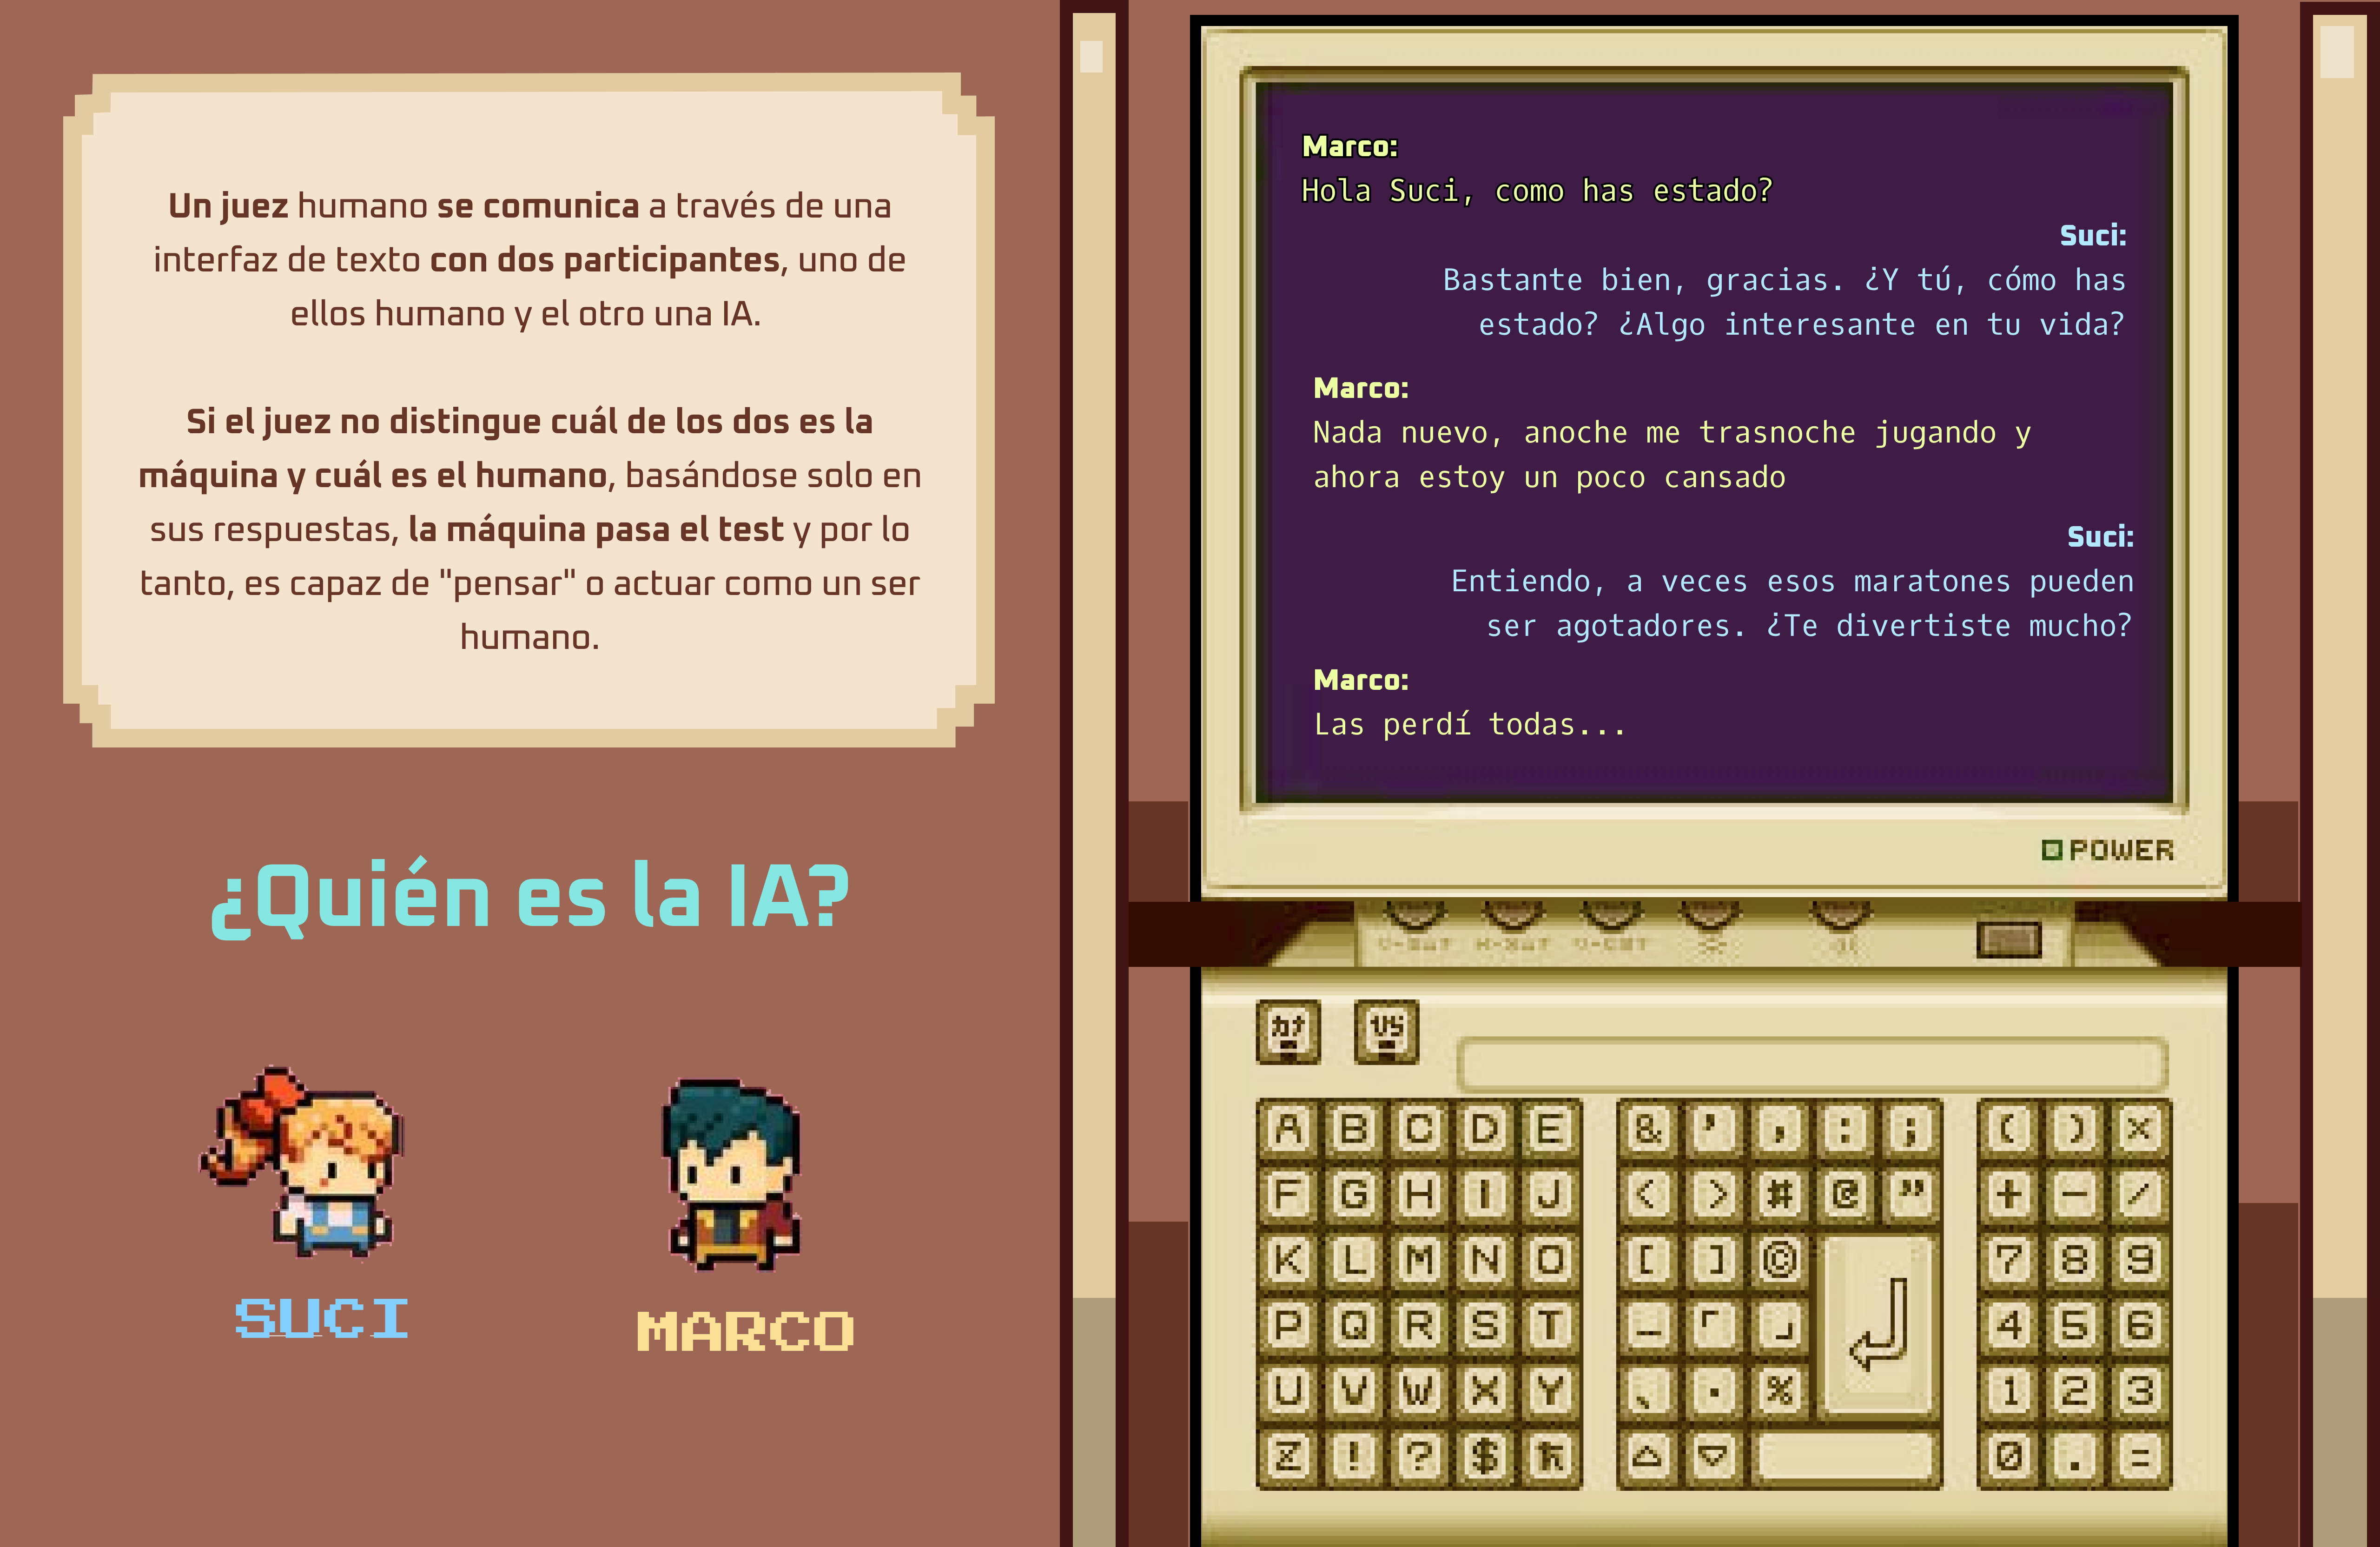 Un juez humano se comunica a través de una
interfaz de texto con dos participantes, uno de
ellos humano y el otro una IA.
Si el juez no distingue cuál de los dos es la
máquina y cuál es el humano, basándose solo en
sus respuestas, la máquina pasa el test y por lo
tanto, es capaz de "pensar" o actuar como un ser
humano.
¿Quién es la IA?
SUCI
MARCO
Marco:
Hola Suci, como has estado?
Suci:
Bastante bien, gracias. ¿Y tú, cómo has
estado? ¿Algo interesante en tu vida?
Marco:
Nada nuevo, anoche me trasnoche jugando y
ahora estoy un poco cansado
Suci:
Entiendo, a veces esos maratones pueden
ser agotadores. ¿Te divertiste mucho?
Marco:
Las perdí todas...
POWER
A B C D E & ' , : ; ( ) ×
F G H I J < > # @ " + − /
K L M N O [ ] © 7 8 9
P Q R S T _ 「 」 4 5 6
U V W X Y 、 · % 1 2 3
Z ! ? $ 0 . =